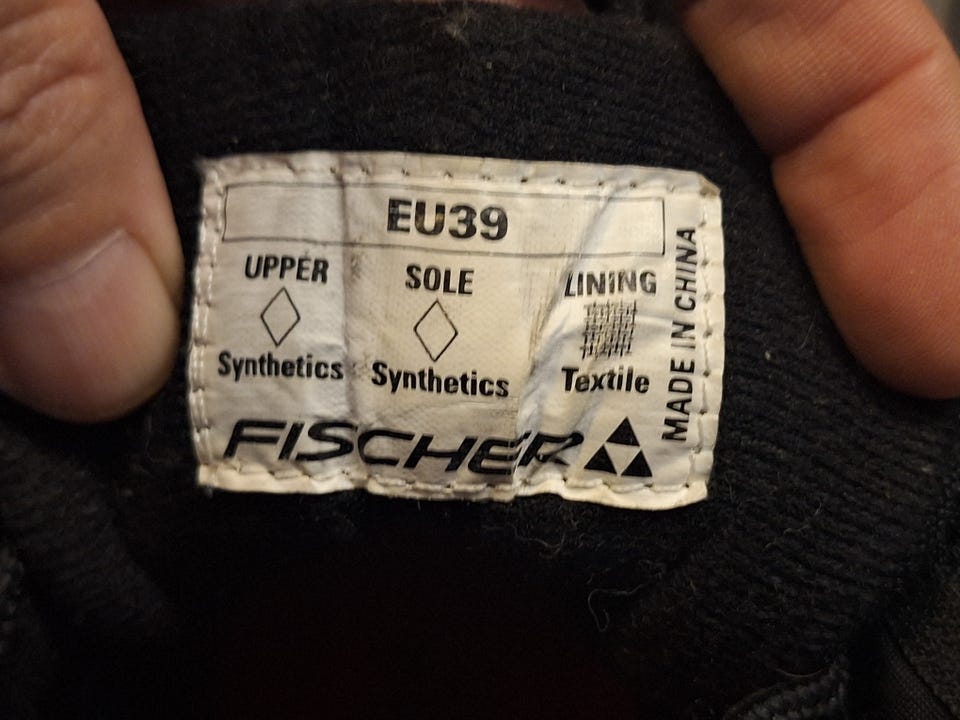 EU39
UPPER SOLE LINING
Synthetics Synthetics Textile
FISCHER
MADE IN CHINA